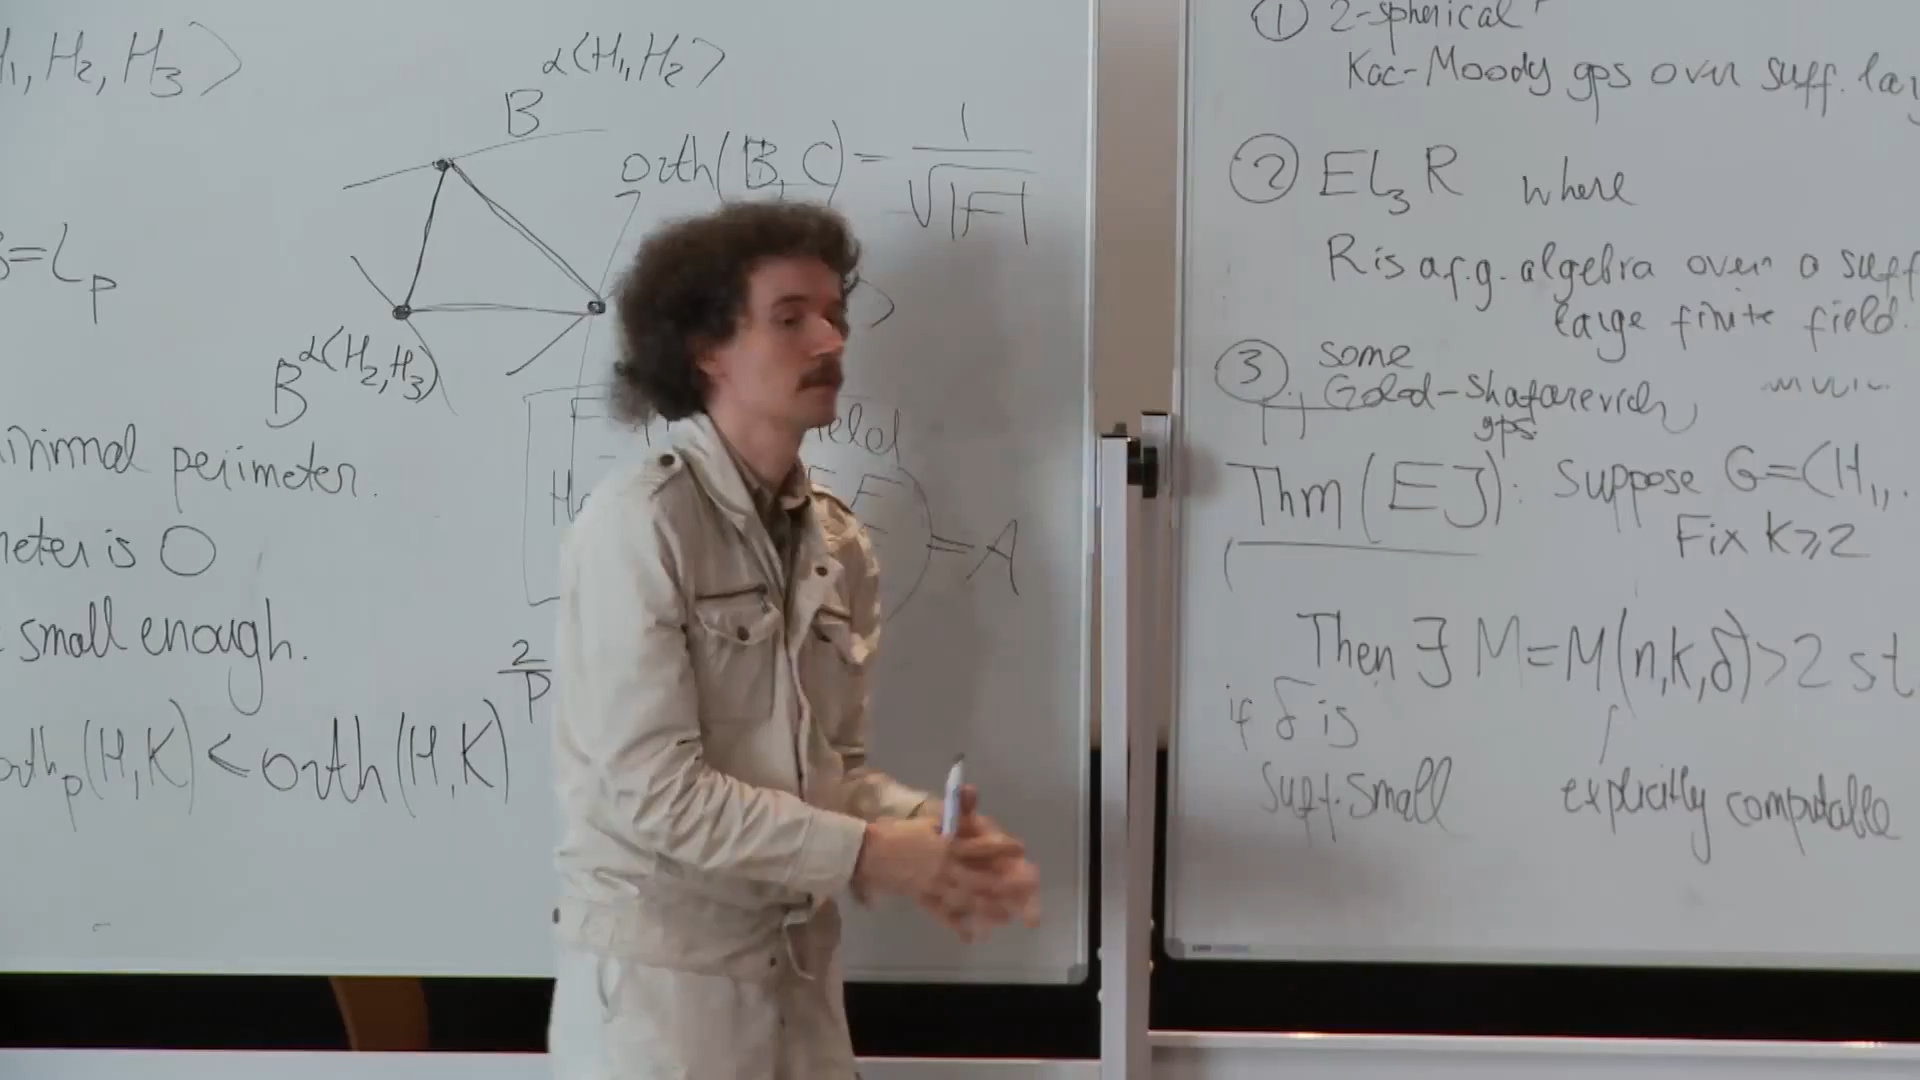 H₁, H₂, H₃⟩
α(H₁,H₂)
B
orth(B,C) = 1/√|F|
=Lₚ
B^α(H₂,H₃)
minimal perimeter.
meter is 0
small enough.
orthₚ(H,K) < orth(H,K)^(2/p)
= A
① 2-spherical
Kac-Moody gps over suff.
② EL₃R where
R is a f.g. algebra over a suff
large finite field.
③ some
Golod-Shafarevich
gps.
Thm (EJ): Suppose G=⟨H₁,
Fix k⩾2
Then ∃ M=M(n,k,δ)>2 st
if δ is
suff. small
explicitly computable